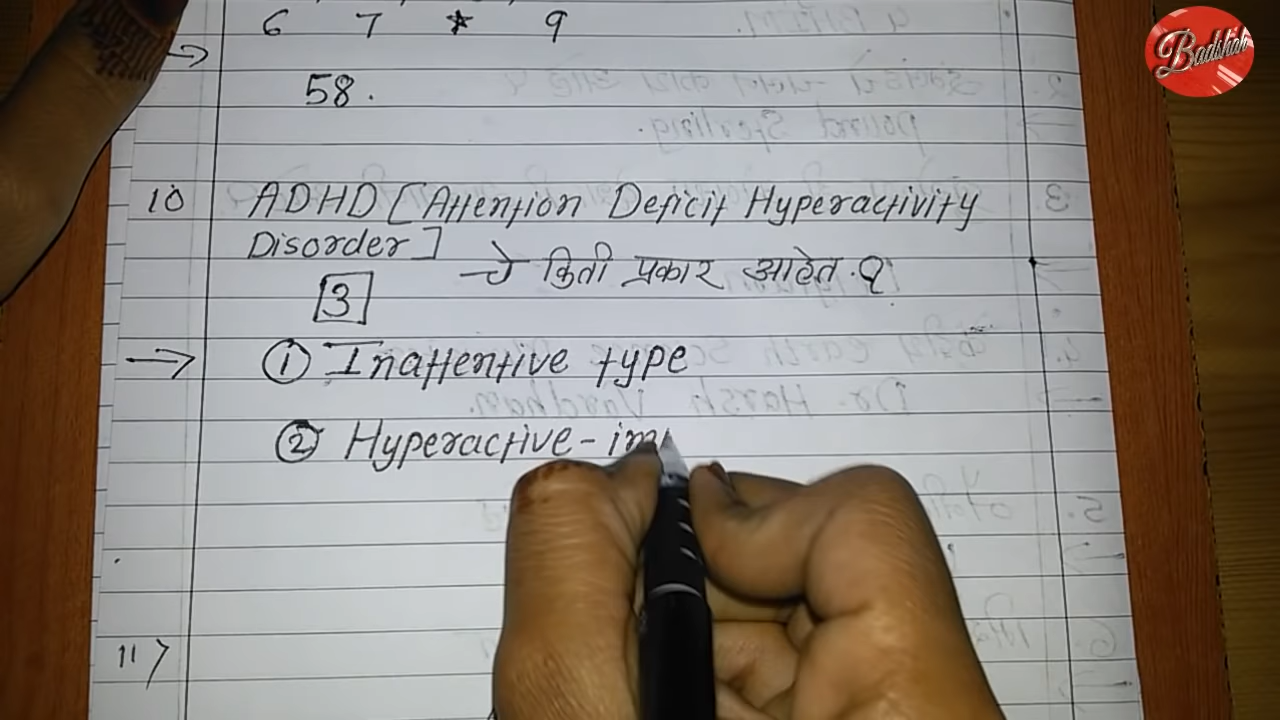 6 7 * 9
→
58.
10 ADHD [Attention Deficit Hyperactivity
Disorder] → चे किती प्रकार आहेत.?
3
→ ① Inattentive type
② Hyperactive-im
11>
Badshah